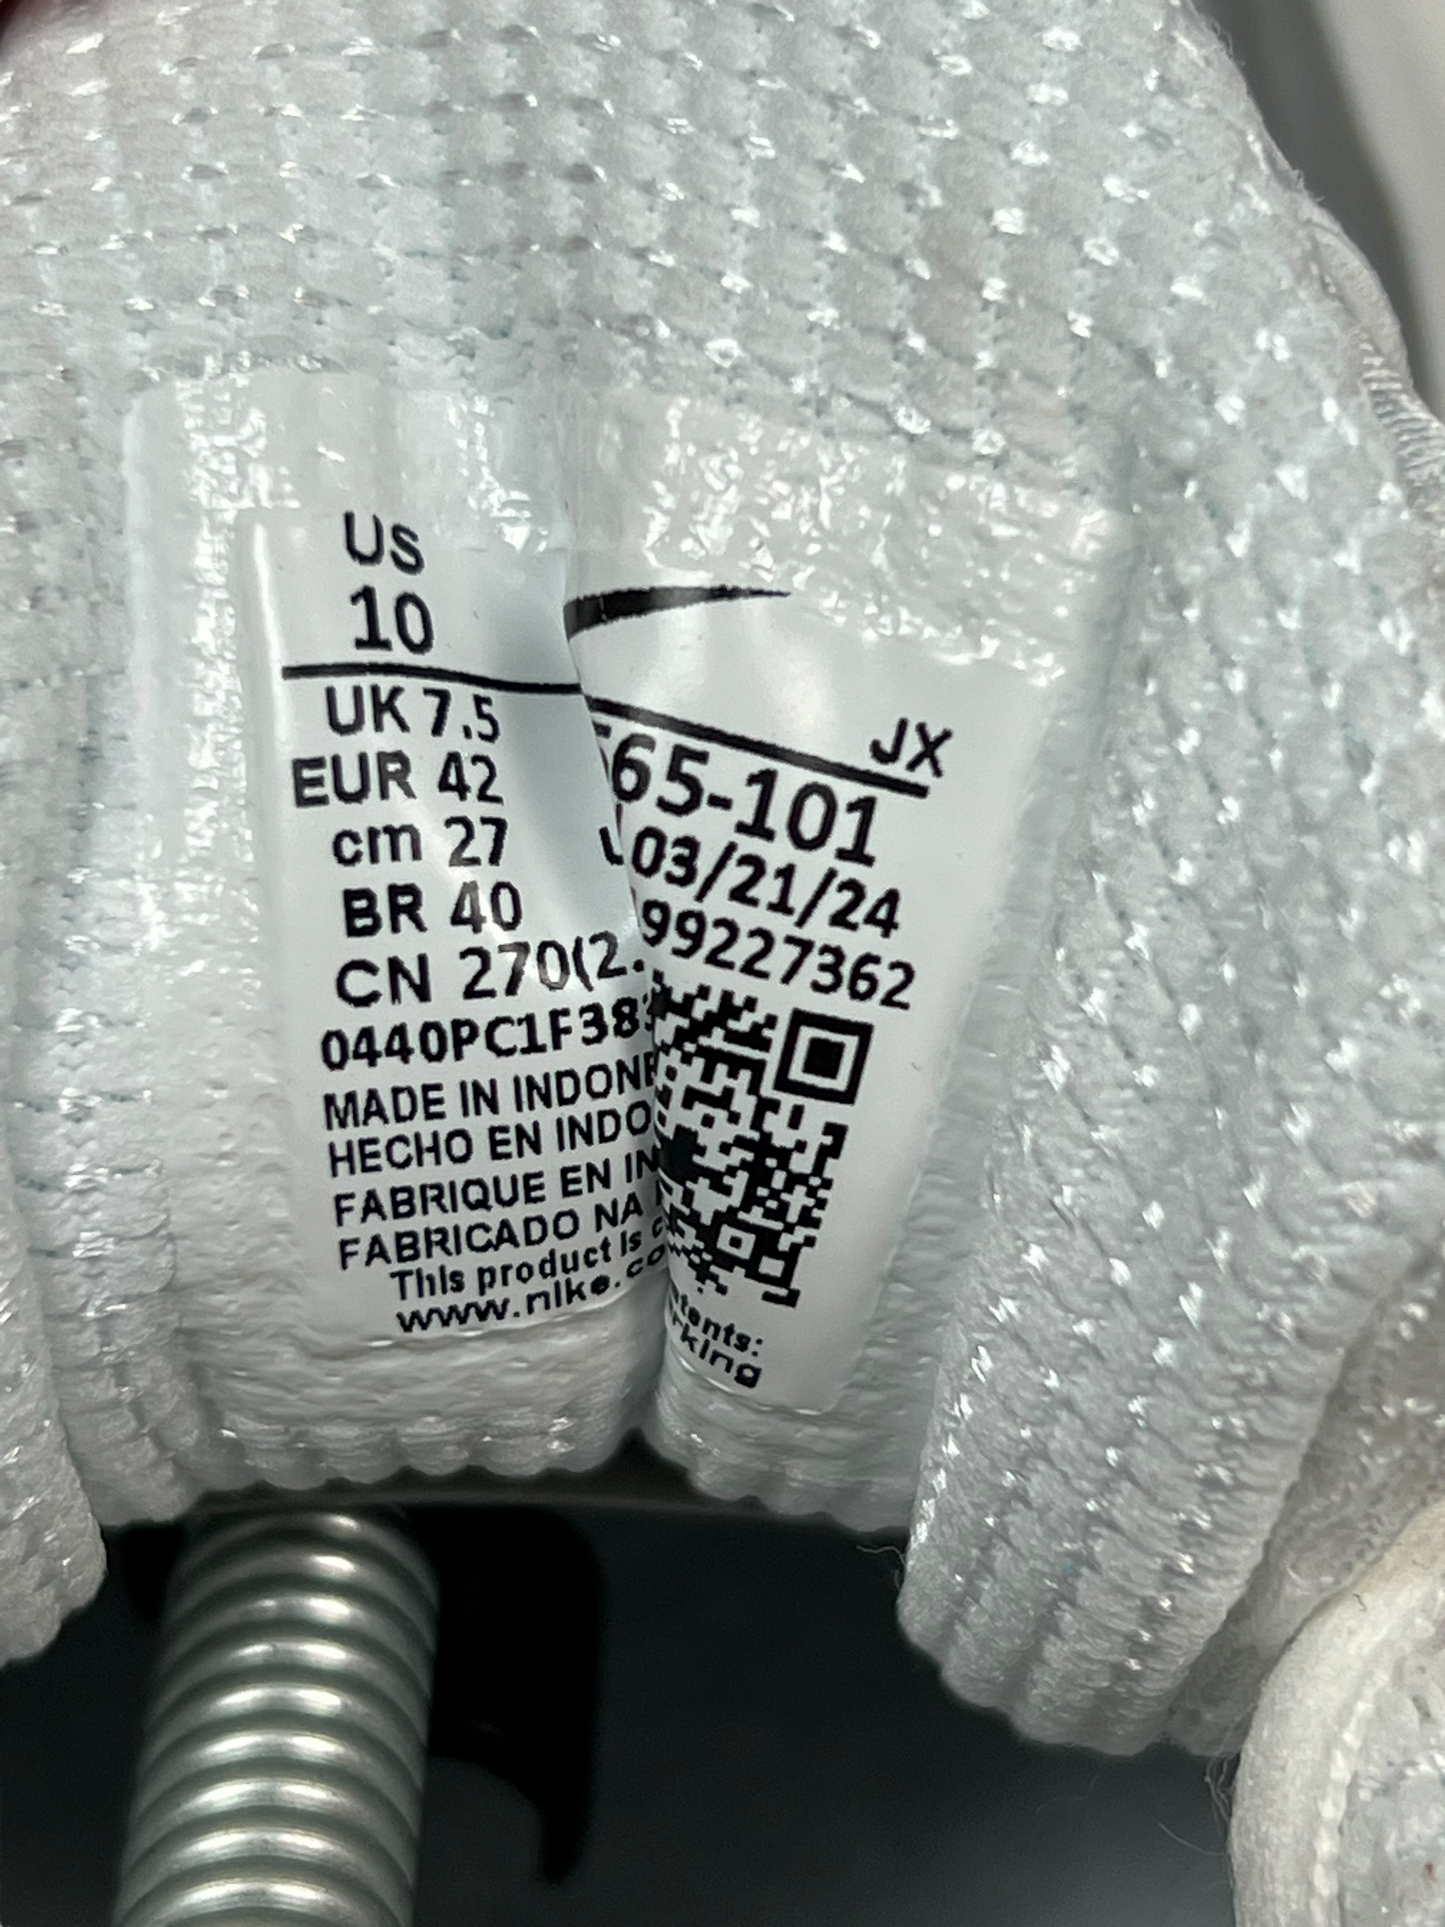 US
10
UK 7.5
EUR 42
cm 27
BR 40
CN 270(2.
0440PC1F38
MADE IN INDONE
HECHO EN INDO
FABRIQUE EN IN
FABRICADO NA
This product is c
www.nike.co
JX
65-101
03/21/24
99227362
tents:
rking